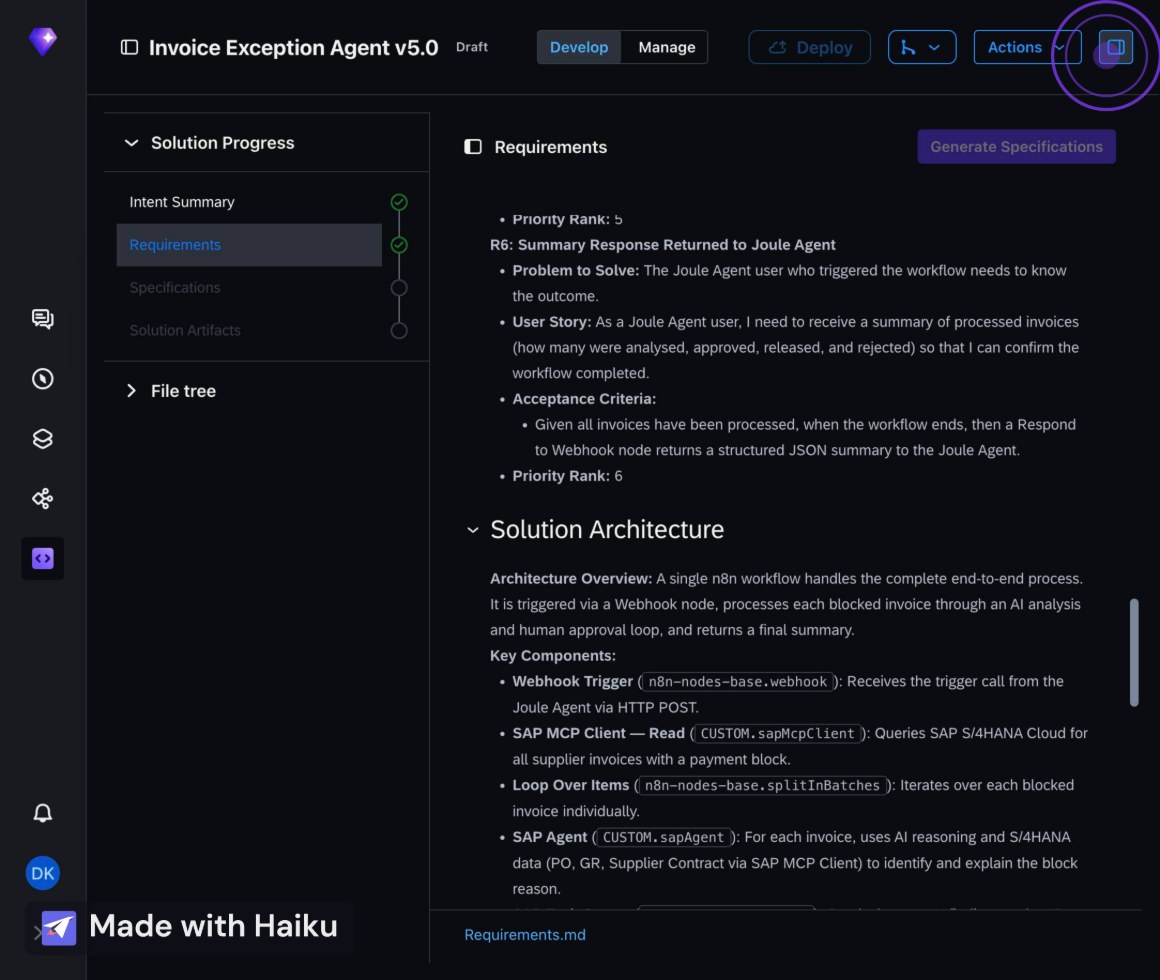 Invoice Exception Agent v5.0
Draft
Develop
Manage
Deploy
Actions
Solution Progress
Intent Summary
Requirements
Specifications
Solution Artifacts
File tree
DK
Made with Haiku
Requirements
Generate Specifications
• Priority Rank: 5
R6: Summary Response Returned to Joule Agent
• Problem to Solve: The Joule Agent user who triggered the workflow needs to know
the outcome.
• User Story: As a Joule Agent user, I need to receive a summary of processed invoices
(how many were analysed, approved, released, and rejected) so that I can confirm the
workflow completed.
• Acceptance Criteria:
• Given all invoices have been processed, when the workflow ends, then a Respond
to Webhook node returns a structured JSON summary to the Joule Agent.
• Priority Rank: 6
Solution Architecture
Architecture Overview: A single n8n workflow handles the complete end-to-end process.
It is triggered via a Webhook node, processes each blocked invoice through an AI analysis
and human approval loop, and returns a final summary.
Key Components:
• Webhook Trigger (n8n-nodes-base.webhook): Receives the trigger call from the
Joule Agent via HTTP POST.
• SAP MCP Client — Read (CUSTOM.sapMcpClient): Queries SAP S/4HANA Cloud for
all supplier invoices with a payment block.
• Loop Over Items (n8n-nodes-base.splitInBatches): Iterates over each blocked
invoice individually.
• SAP Agent (CUSTOM.sapAgent): For each invoice, uses AI reasoning and S/4HANA
data (PO, GR, Supplier Contract via SAP MCP Client) to identify and explain the block
reason.
Requirements.md